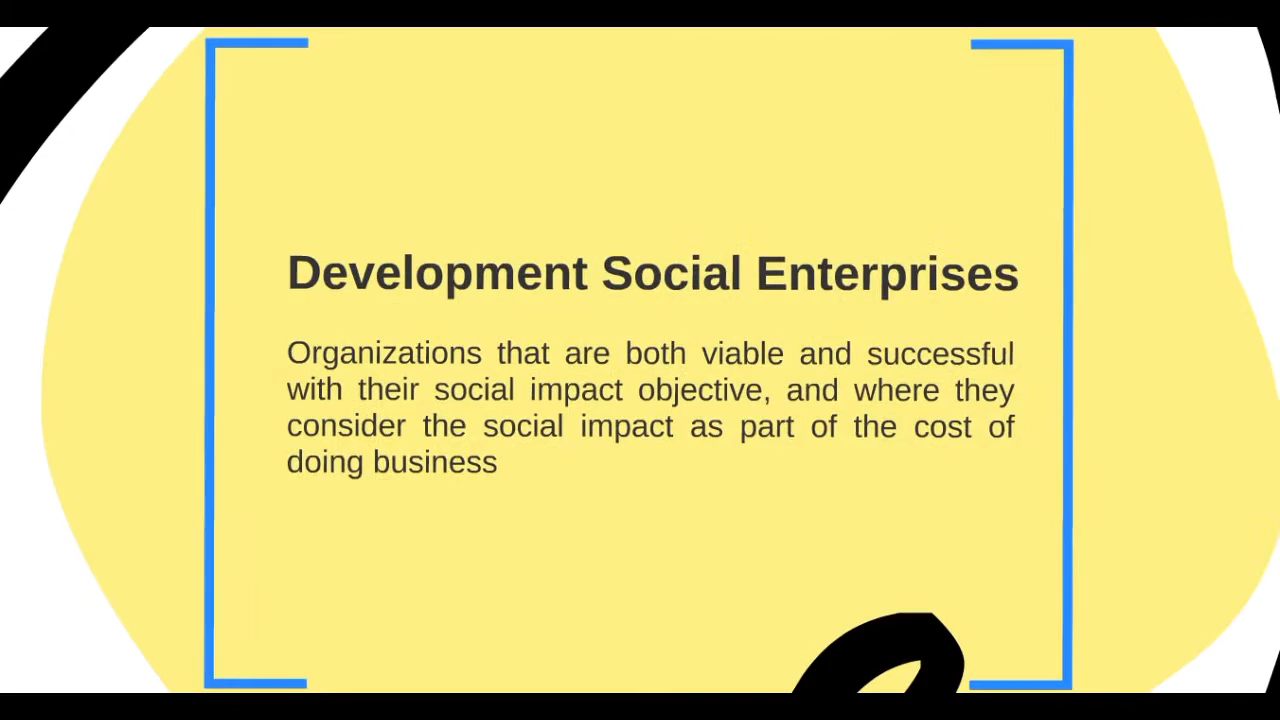 Development Social Enterprises
Organizations that are both viable and successful
with their social impact objective, and where they
consider the social impact as part of the cost of
doing business